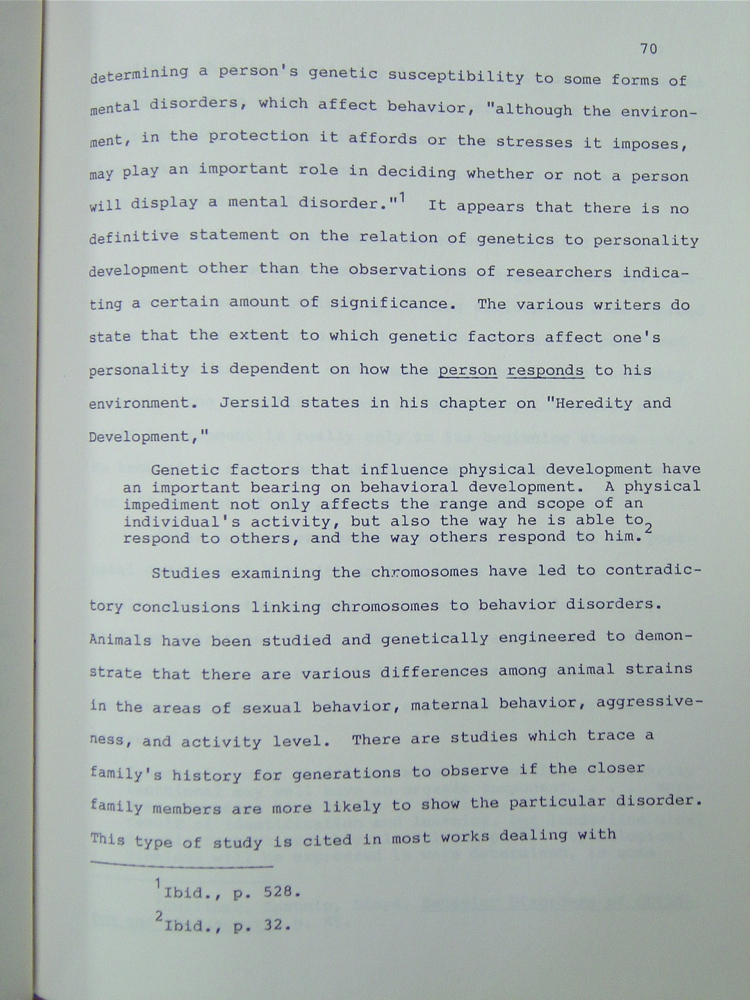 70
determining a person's genetic susceptibility to some forms of
mental disorders, which affect behavior, "although the environ-
ment, in the protection it affords or the stresses it imposes,
may play an important role in deciding whether or not a person
will display a mental disorder."1 It appears that there is no
definitive statement on the relation of genetics to personality
development other than the observations of researchers indica-
ting a certain amount of significance. The various writers do
state that the extent to which genetic factors affect one's
personality is dependent on how the person responds to his
environment. Jersild states in his chapter on "Heredity and
Development,"
Genetic factors that influence physical development have
an important bearing on behavioral development. A physical
impediment not only affects the range and scope of an
individual's activity, but also the way he is able to
respond to others, and the way others respond to him.2
Studies examining the chromosomes have led to contradic-
tory conclusions linking chromosomes to behavior disorders.
Animals have been studied and genetically engineered to demon-
strate that there are various differences among animal strains
in the areas of sexual behavior, maternal behavior, aggressive-
ness, and activity level. There are studies which trace a
family's history for generations to observe if the closer
family members are more likely to show the particular disorder.
This type of study is cited in most works dealing with
1Ibid., p. 528.
2Ibid., p. 32.